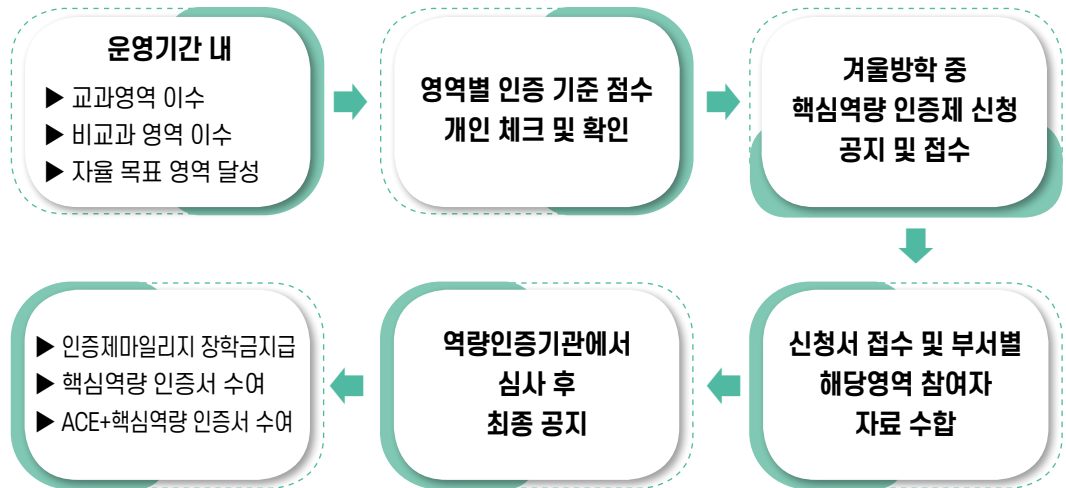 운영기간 내
▶ 교과영역 이수
▶ 비교과 영역 이수
▶ 자율 목표 영역 달성
영역별 인증 기준 점수
개인 체크 및 확인
겨울방학 중
핵심역량 인증제 신청
공지 및 접수
신청서 접수 및 부서별
해당영역 참여자
자료 수합
역량인증기관에서
심사 후
최종 공지
▶ 인증제마일리지 장학금지급
▶ 핵심역량 인증서 수여
▶ ACE+핵심역량 인증서 수여